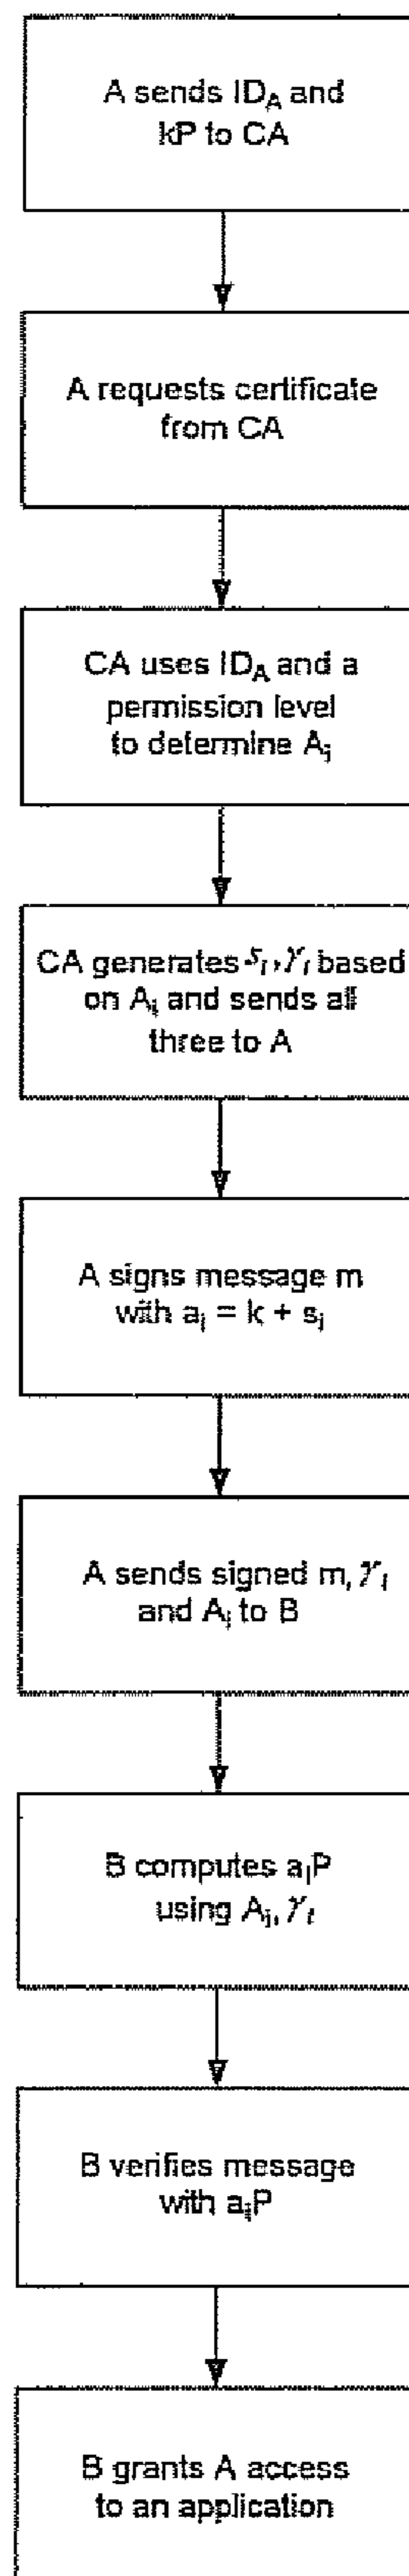 A sends ID_A and
kP to CA
A requests certificate
from CA
CA uses ID_A and a
permission level
to determine A_i
CA generates s_i, γ_i based
on A_i and sends all
three to A
A signs message m
with a_i = k + s_i
A sends signed m, γ_i
and A_i to B
B computes a_iP
using A_i, γ_i
B verifies message
with a_iP
B grants A access
to an application